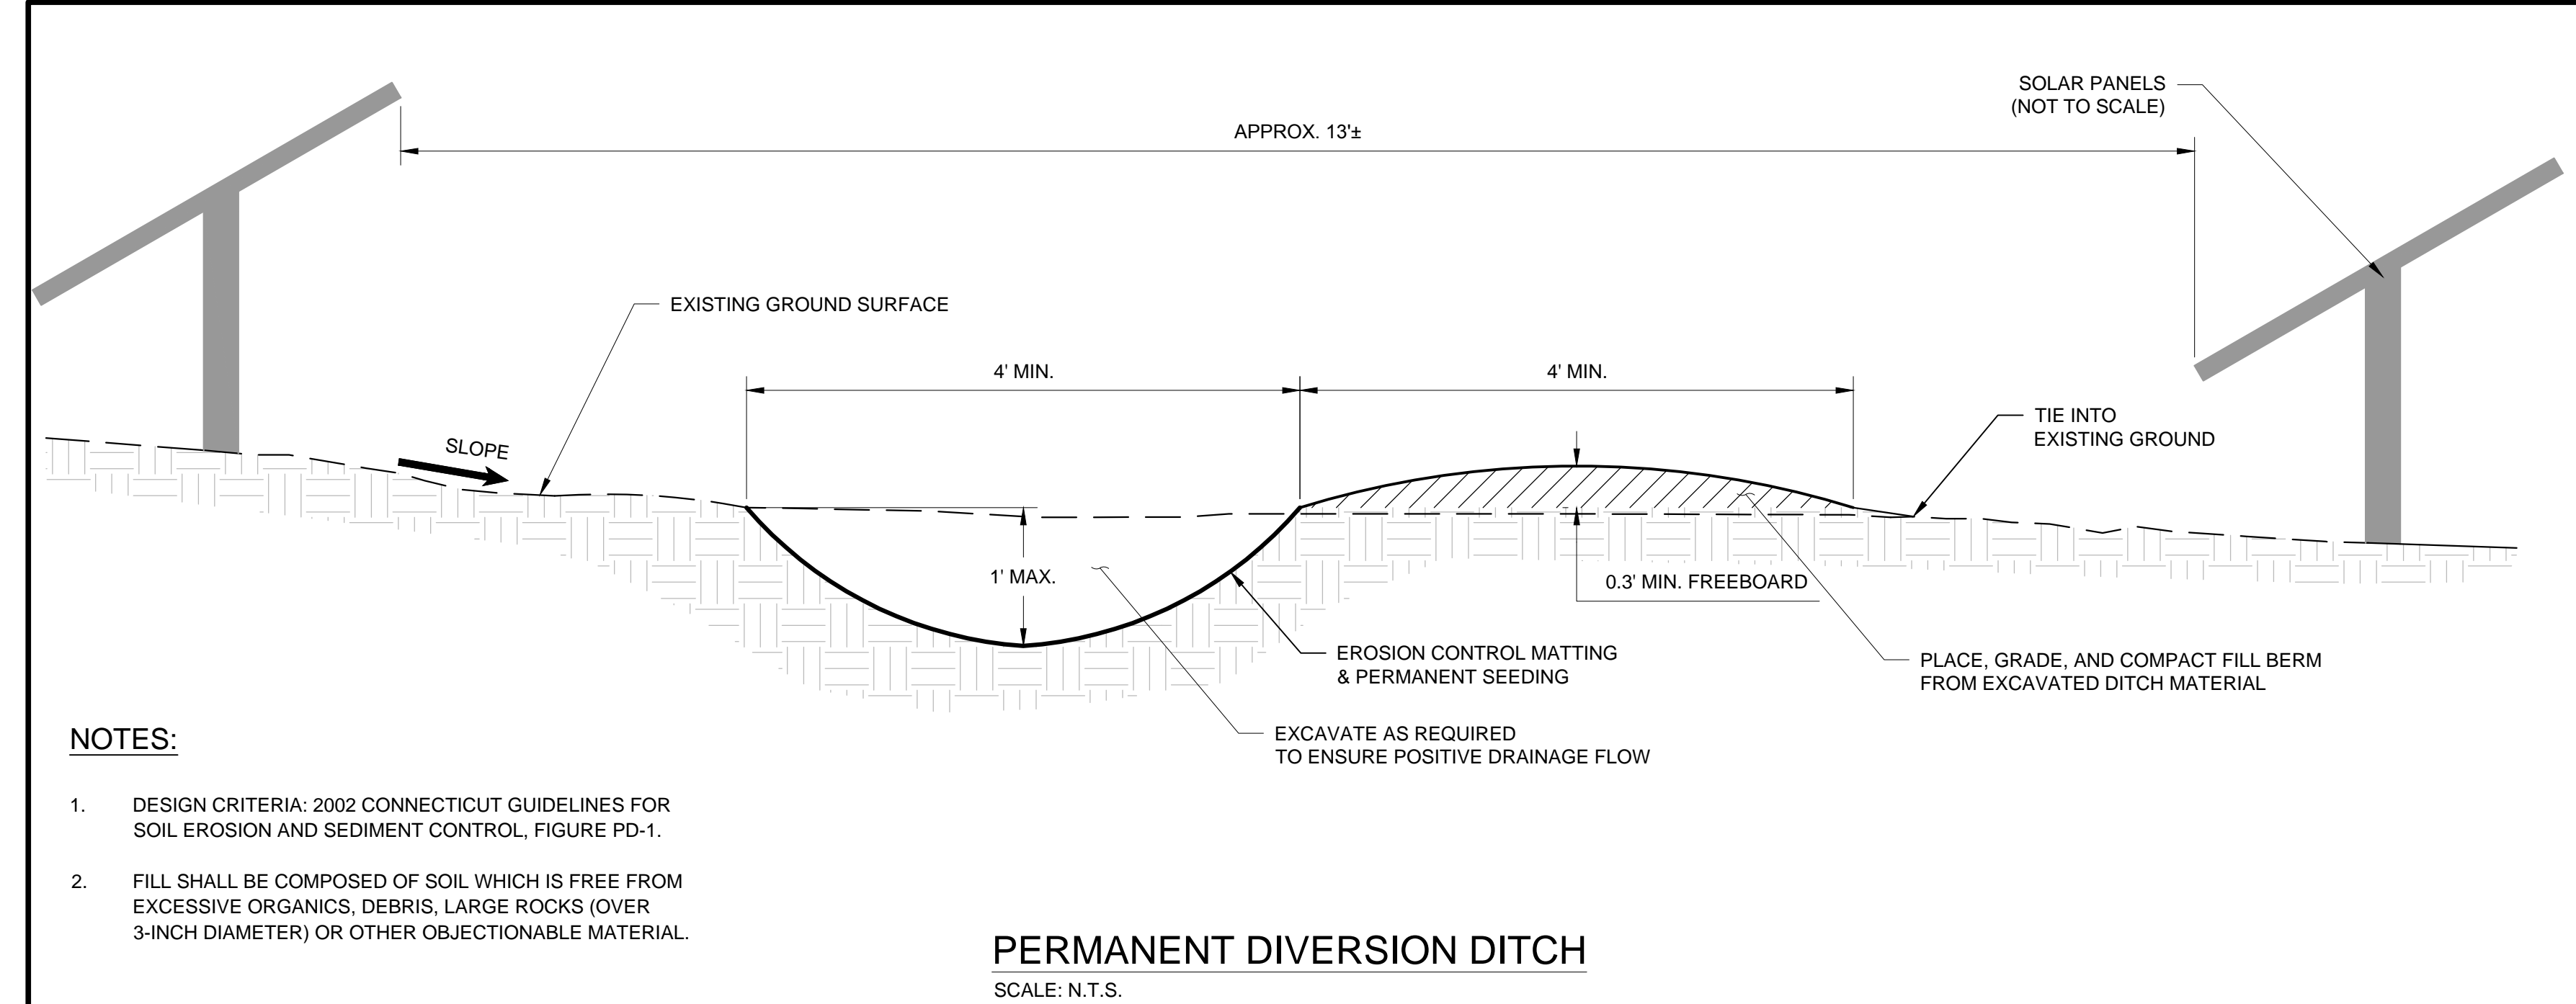 SOLAR PANELS
(NOT TO SCALE)
APPROX. 13'±
EXISTING GROUND SURFACE
4' MIN.
4' MIN.
TIE INTO
EXISTING GROUND
SLOPE
1' MAX.
0.3' MIN. FREEBOARD
EROSION CONTROL MATTING
& PERMANENT SEEDING
PLACE, GRADE, AND COMPACT FILL BERM
FROM EXCAVATED DITCH MATERIAL
EXCAVATE AS REQUIRED
TO ENSURE POSITIVE DRAINAGE FLOW
NOTES:
1. DESIGN CRITERIA: 2002 CONNECTICUT GUIDELINES FOR
SOIL EROSION AND SEDIMENT CONTROL, FIGURE PD-1.
2. FILL SHALL BE COMPOSED OF SOIL WHICH IS FREE FROM
EXCESSIVE ORGANICS, DEBRIS, LARGE ROCKS (OVER
3-INCH DIAMETER) OR OTHER OBJECTIONABLE MATERIAL.
PERMANENT DIVERSION DITCH
SCALE: N.T.S.